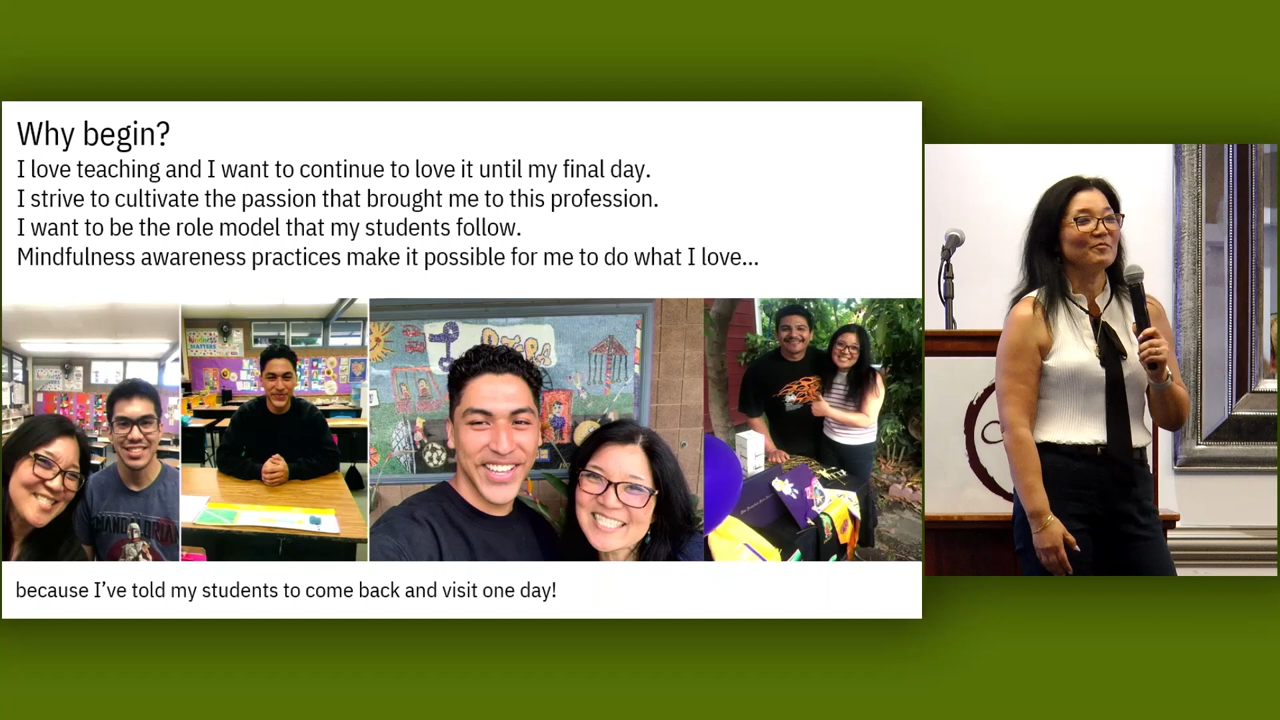 Why begin?
I love teaching and I want to continue to love it until my final day.
I strive to cultivate the passion that brought me to this profession.
I want to be the role model that my students follow.
Mindfulness awareness practices make it possible for me to do what I love...
KINDNESS
MATTERS
MANDALORIAN
because I've told my students to come back and visit one day!